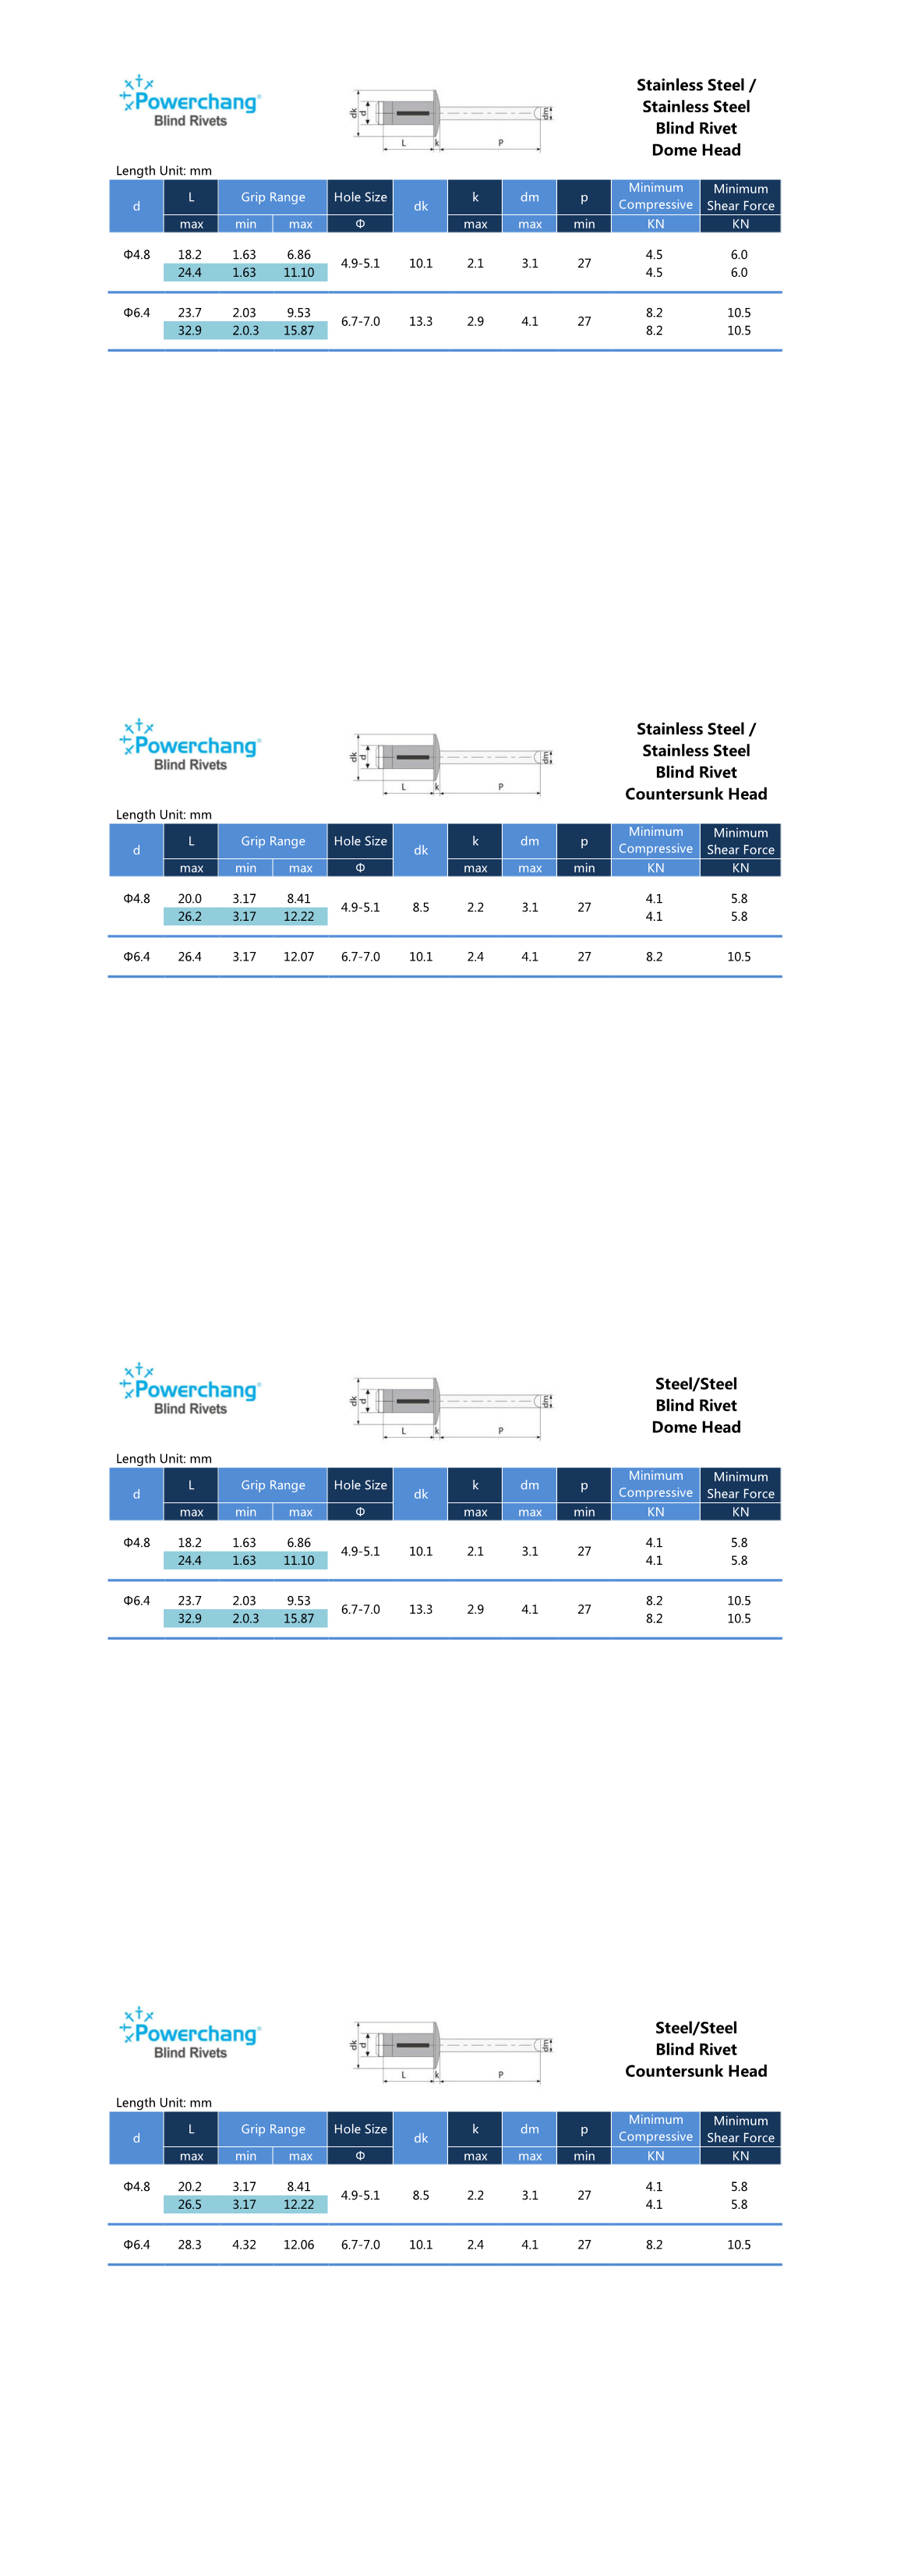 Powerchang®
Blind Rivets
dk d dm
L k P
Stainless Steel /
Stainless Steel
Blind Rivet
Dome Head
Length Unit: mm
d L Grip Range Hole Size dk k dm p Minimum Compressive Minimum Shear Force
max min max Φ max max min KN KN
Φ4.8 18.2 1.63 6.86 4.9-5.1 10.1 2.1 3.1 27 4.5 6.0
24.4 1.63 11.10 4.5 6.0
Φ6.4 23.7 2.03 9.53 6.7-7.0 13.3 2.9 4.1 27 8.2 10.5
32.9 2.0.3 15.87 8.2 10.5
Powerchang®
Blind Rivets
dk d dm
L k P
Stainless Steel /
Stainless Steel
Blind Rivet
Countersunk Head
Length Unit: mm
d L Grip Range Hole Size dk k dm p Minimum Compressive Minimum Shear Force
max min max Φ max max min KN KN
Φ4.8 20.0 3.17 8.41 4.9-5.1 8.5 2.2 3.1 27 4.1 5.8
26.2 3.17 12.22 4.1 5.8
Φ6.4 26.4 3.17 12.07 6.7-7.0 10.1 2.4 4.1 27 8.2 10.5
Powerchang®
Blind Rivets
dk d dm
L k P
Steel/Steel
Blind Rivet
Dome Head
Length Unit: mm
d L Grip Range Hole Size dk k dm p Minimum Compressive Minimum Shear Force
max min max Φ max max min KN KN
Φ4.8 18.2 1.63 6.86 4.9-5.1 10.1 2.1 3.1 27 4.1 5.8
24.4 1.63 11.10 4.1 5.8
Φ6.4 23.7 2.03 9.53 6.7-7.0 13.3 2.9 4.1 27 8.2 10.5
32.9 2.0.3 15.87 8.2 10.5
Powerchang®
Blind Rivets
dk d dm
L k P
Steel/Steel
Blind Rivet
Countersunk Head
Length Unit: mm
d L Grip Range Hole Size dk k dm p Minimum Compressive Minimum Shear Force
max min max Φ max max min KN KN
Φ4.8 20.2 3.17 8.41 4.9-5.1 8.5 2.2 3.1 27 4.1 5.8
26.5 3.17 12.22 4.1 5.8
Φ6.4 28.3 4.32 12.06 6.7-7.0 10.1 2.4 4.1 27 8.2 10.5